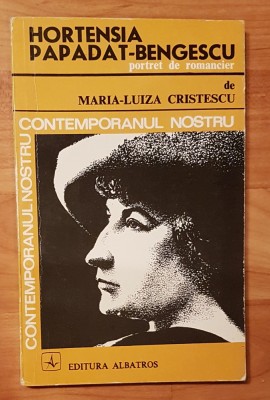 HORTENSIA
PAPADAT-BENGESCU
portret de romancier
de
MARIA-LUIZA CRISTESCU
CONTEMPORANUL NOSTRU
CONTEMPORANUL NOSTRU
EDITURA ALBATROS